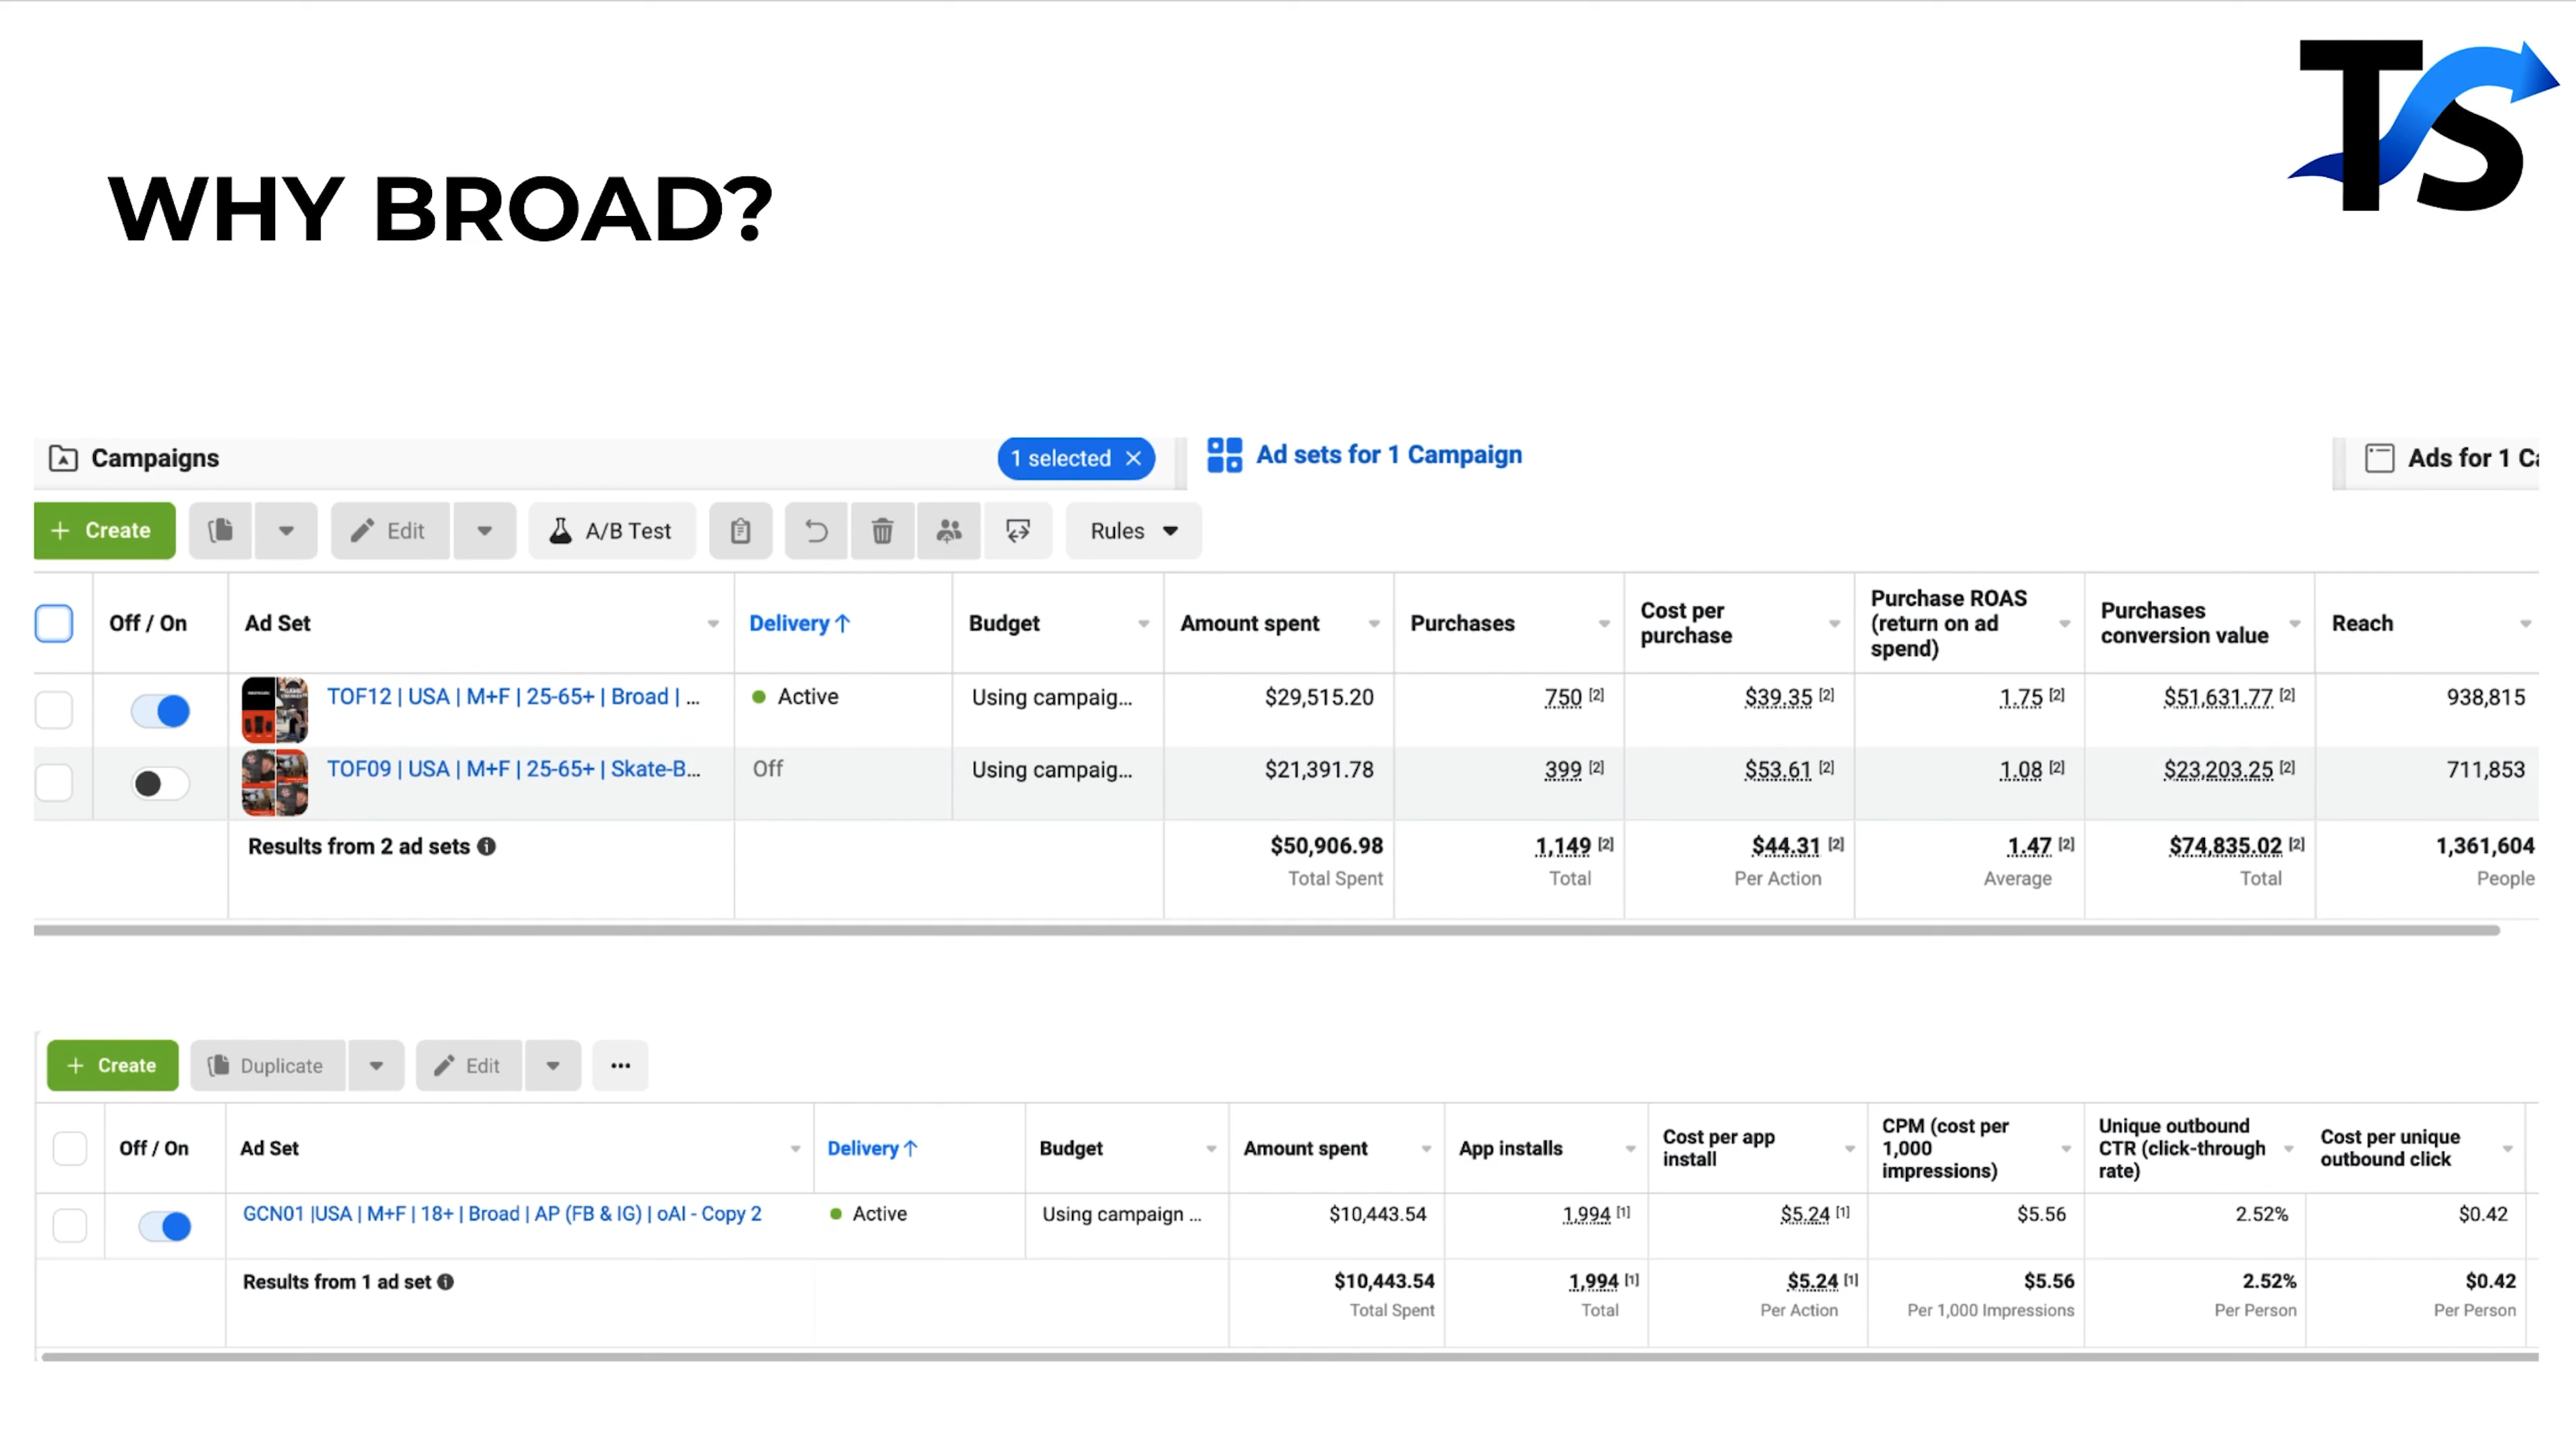 TS
WHY BROAD?
Campaigns
1 selected ×
Ad sets for 1 Campaign
Ads for 1 Ca
+ Create
Edit
A/B Test
Rules
Off / On
Ad Set
Delivery ↑
Budget
Amount spent
Purchases
Cost per
purchase
Purchase ROAS
(return on ad
spend)
Purchases
conversion value
Reach
TOF12 | USA | M+F | 25-65+ | Broad | ...
Active
Using campaig...
$29,515.20
750 [2]
$39.35 [2]
1.75 [2]
$51,631.77 [2]
938,815
TOF09 | USA | M+F | 25-65+ | Skate-B...
Off
Using campaig...
$21,391.78
399 [2]
$53.61 [2]
1.08 [2]
$23,203.25 [2]
711,853
Results from 2 ad sets
$50,906.98
Total Spent
1,149 [2]
Total
$44.31 [2]
Per Action
1.47 [2]
Average
$74,835.02 [2]
Total
1,361,604
People
+ Create
Duplicate
Edit
...
Off / On
Ad Set
Delivery ↑
Budget
Amount spent
App installs
Cost per app
install
CPM (cost per
1,000
impressions)
Unique outbound
CTR (click-through
rate)
Cost per unique
outbound click
GCN01 |USA | M+F | 18+ | Broad | AP (FB & IG) | oAI - Copy 2
Active
Using campaign ...
$10,443.54
1,994 [1]
$5.24 [1]
$5.56
2.52%
$0.42
Results from 1 ad set
$10,443.54
Total Spent
1,994 [1]
Total
$5.24 [1]
Per Action
$5.56
Per 1,000 Impressions
2.52%
Per Person
$0.42
Per Person